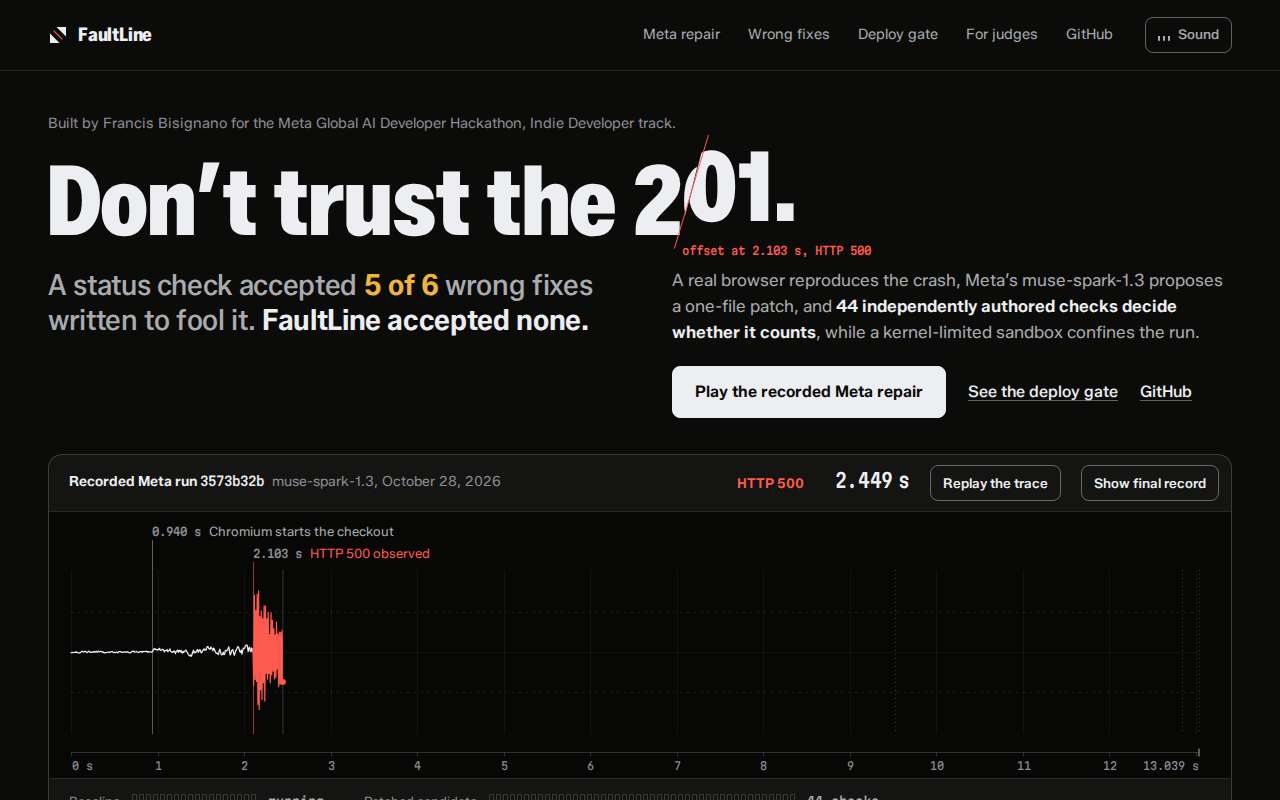 FaultLine
Meta repair
Wrong fixes
Deploy gate
For judges
GitHub
Sound
Built by Francis Bisignano for the Meta Global AI Developer Hackathon, Indie Developer track.
Don’t trust the 201.
offset at 2.103 s, HTTP 500
A status check accepted 5 of 6 wrong fixes
written to fool it. FaultLine accepted none.
A real browser reproduces the crash, Meta’s muse-spark-1.3 proposes
a one-file patch, and 44 independently authored checks decide
whether it counts, while a kernel-limited sandbox confines the run.
Play the recorded Meta repair
See the deploy gate
GitHub
Recorded Meta run 3573b32b muse-spark-1.3, October 28, 2026
HTTP 500
2.449 s
Replay the trace
Show final record
0.940 s Chromium starts the checkout
2.103 s HTTP 500 observed
0 s 1 2 3 4 5 6 7 8 9 10 11 12 13.039 s
Baseline running Patched candidate 44 checks